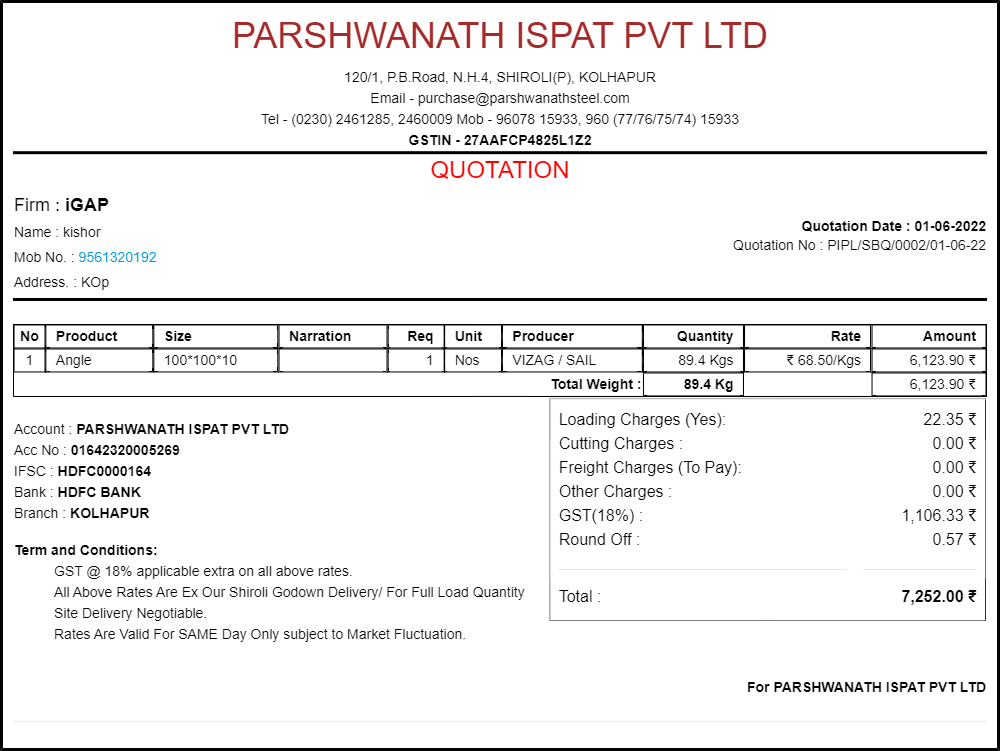 PARSHWANATH ISPAT PVT LTD
120/1, P.B.Road, N.H.4, SHIROLI(P), KOLHAPUR
Email - purchase@parshwanathsteel.com
Tel - (0230) 2461285, 2460009 Mob - 96078 15933, 960 (77/76/75/74) 15933
GSTIN - 27AAFCP4825L1Z2
QUOTATION
Firm : iGAP
Name : kishor
Mob No. : 9561320192
Address. : KOp
Quotation Date : 01-06-2022
Quotation No : PIPL/SBQ/0002/01-06-22
No Prooduct Size Narration Req Unit Producer Quantity Rate Amount
1 Angle 100*100*10 1 Nos VIZAG / SAIL 89.4 Kgs ₹ 68.50/Kgs 6,123.90 ₹
Total Weight : 89.4 Kg 6,123.90 ₹
Account : PARSHWANATH ISPAT PVT LTD
Acc No : 01642320005269
IFSC : HDFC0000164
Bank : HDFC BANK
Branch : KOLHAPUR
Term and Conditions:
GST @ 18% applicable extra on all above rates.
All Above Rates Are Ex Our Shiroli Godown Delivery/ For Full Load Quantity
Site Delivery Negotiable.
Rates Are Valid For SAME Day Only subject to Market Fluctuation.
Loading Charges (Yes): 22.35 ₹
Cutting Charges : 0.00 ₹
Freight Charges (To Pay): 0.00 ₹
Other Charges : 0.00 ₹
GST(18%) : 1,106.33 ₹
Round Off : 0.57 ₹
Total : 7,252.00 ₹
For PARSHWANATH ISPAT PVT LTD